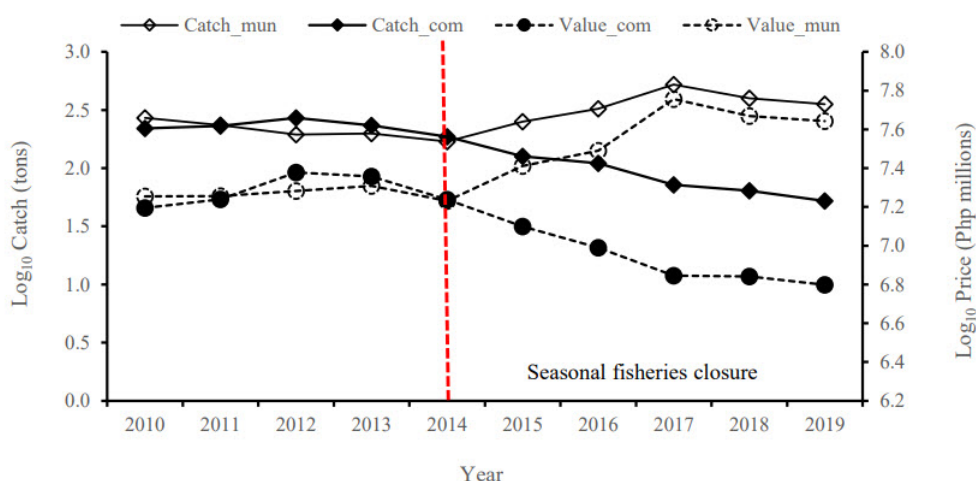 Catch_mun Catch_com Value_com Value_mun
3.0
2.5
2.0
1.5
1.0
0.5
0.0
Log10 Catch (tons)
8.0
7.8
7.6
7.4
7.2
7.0
6.8
6.6
6.4
6.2
Log10 Price (Php millions)
Seasonal fisheries closure
2010 2011 2012 2013 2014 2015 2016 2017 2018 2019
Year